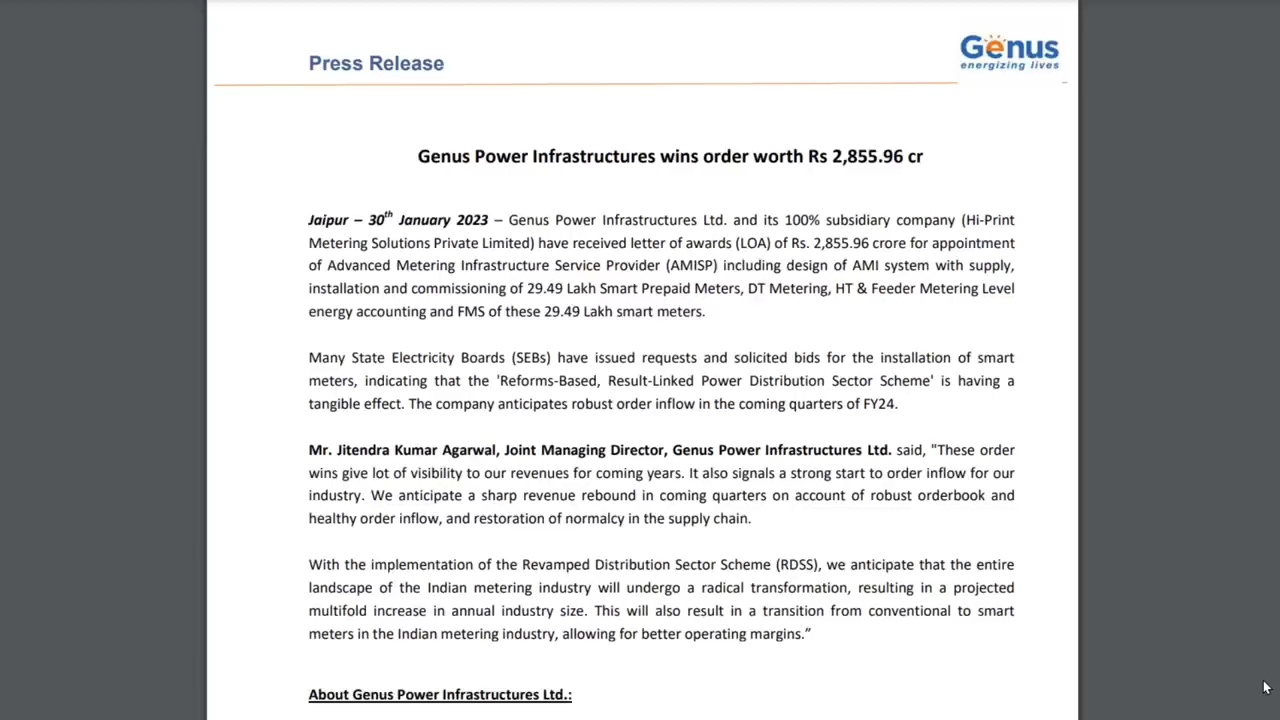 Press Release
Genus
energizing lives
Genus Power Infrastructures wins order worth Rs 2,855.96 cr
Jaipur – 30th January 2023 – Genus Power Infrastructures Ltd. and its 100% subsidiary company (Hi-Print
Metering Solutions Private Limited) have received letter of awards (LOA) of Rs. 2,855.96 crore for appointment
of Advanced Metering Infrastructure Service Provider (AMISP) including design of AMI system with supply,
installation and commissioning of 29.49 Lakh Smart Prepaid Meters, DT Metering, HT & Feeder Metering Level
energy accounting and FMS of these 29.49 Lakh smart meters.
Many State Electricity Boards (SEBs) have issued requests and solicited bids for the installation of smart
meters, indicating that the 'Reforms-Based, Result-Linked Power Distribution Sector Scheme' is having a
tangible effect. The company anticipates robust order inflow in the coming quarters of FY24.
Mr. Jitendra Kumar Agarwal, Joint Managing Director, Genus Power Infrastructures Ltd. said, "These order
wins give lot of visibility to our revenues for coming years. It also signals a strong start to order inflow for our
industry. We anticipate a sharp revenue rebound in coming quarters on account of robust orderbook and
healthy order inflow, and restoration of normalcy in the supply chain.
With the implementation of the Revamped Distribution Sector Scheme (RDSS), we anticipate that the entire
landscape of the Indian metering industry will undergo a radical transformation, resulting in a projected
multifold increase in annual industry size. This will also result in a transition from conventional to smart
meters in the Indian metering industry, allowing for better operating margins.”
About Genus Power Infrastructures Ltd.: